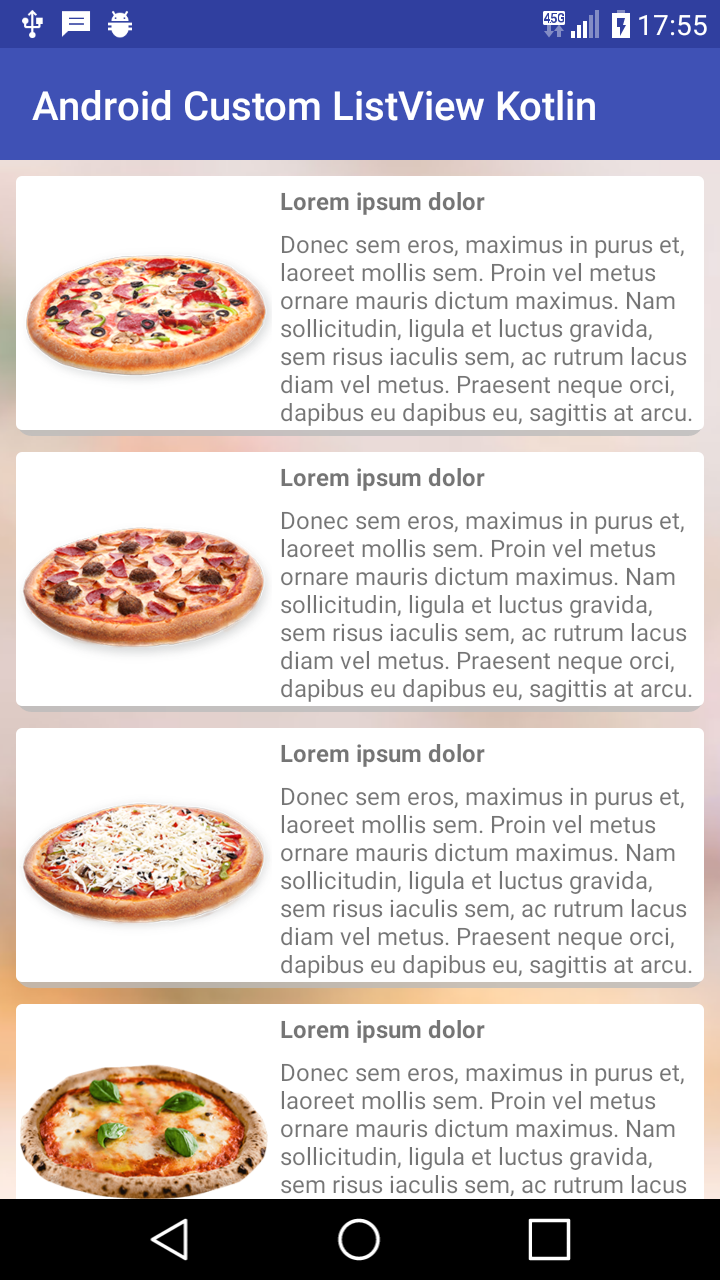 45G 17:55
Android Custom ListView Kotlin
Lorem ipsum dolor
Donec sem eros, maximus in purus et,
laoreet mollis sem. Proin vel metus
ornare mauris dictum maximus. Nam
sollicitudin, ligula et luctus gravida,
sem risus iaculis sem, ac rutrum lacus
diam vel metus. Praesent neque orci,
dapibus eu dapibus eu, sagittis at arcu.
Lorem ipsum dolor
Donec sem eros, maximus in purus et,
laoreet mollis sem. Proin vel metus
ornare mauris dictum maximus. Nam
sollicitudin, ligula et luctus gravida,
sem risus iaculis sem, ac rutrum lacus
diam vel metus. Praesent neque orci,
dapibus eu dapibus eu, sagittis at arcu.
Lorem ipsum dolor
Donec sem eros, maximus in purus et,
laoreet mollis sem. Proin vel metus
ornare mauris dictum maximus. Nam
sollicitudin, ligula et luctus gravida,
sem risus iaculis sem, ac rutrum lacus
diam vel metus. Praesent neque orci,
dapibus eu dapibus eu, sagittis at arcu.
Lorem ipsum dolor
Donec sem eros, maximus in purus et,
laoreet mollis sem. Proin vel metus
ornare mauris dictum maximus. Nam
sollicitudin, ligula et luctus gravida,
sem risus iaculis sem, ac rutrum lacus